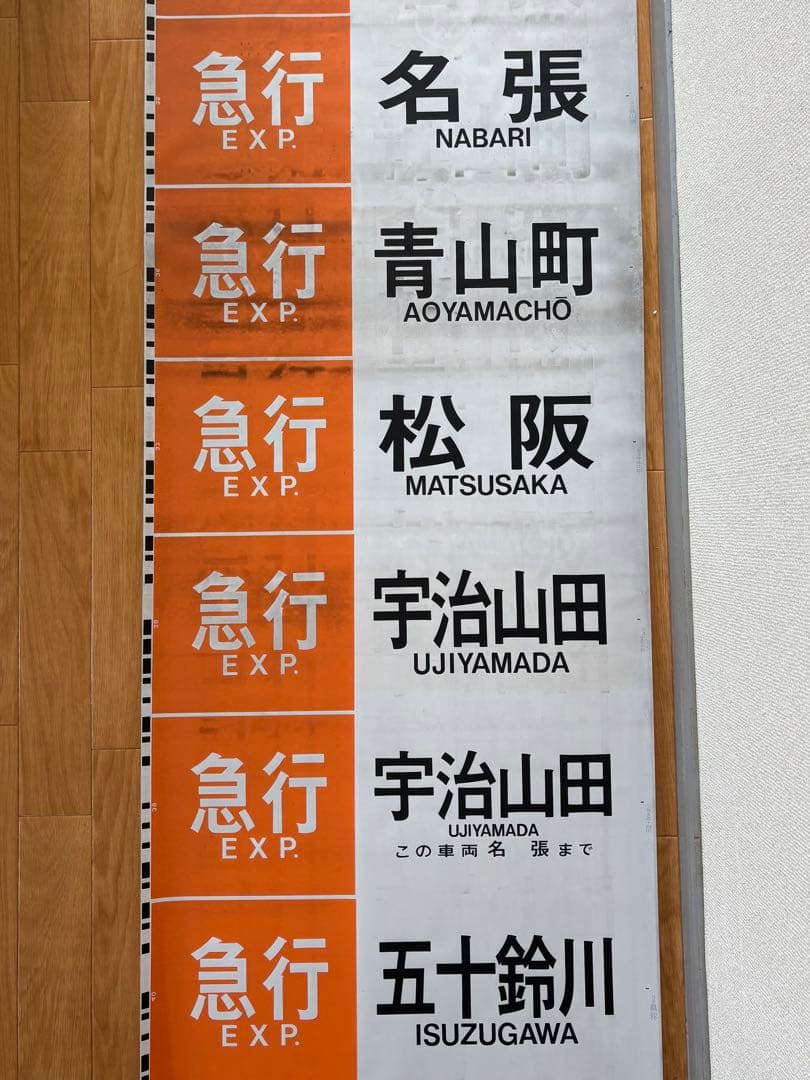 急行 名張
EXP. NABARI
急行 青山町
EXP. AOYAMACHŌ
急行 松阪
EXP. MATSUSAKA
急行 宇治山田
EXP. UJIYAMADA
急行 宇治山田
EXP. UJIYAMADA
この車両名張まで
急行 五十鈴川
EXP. ISUZUGAWA